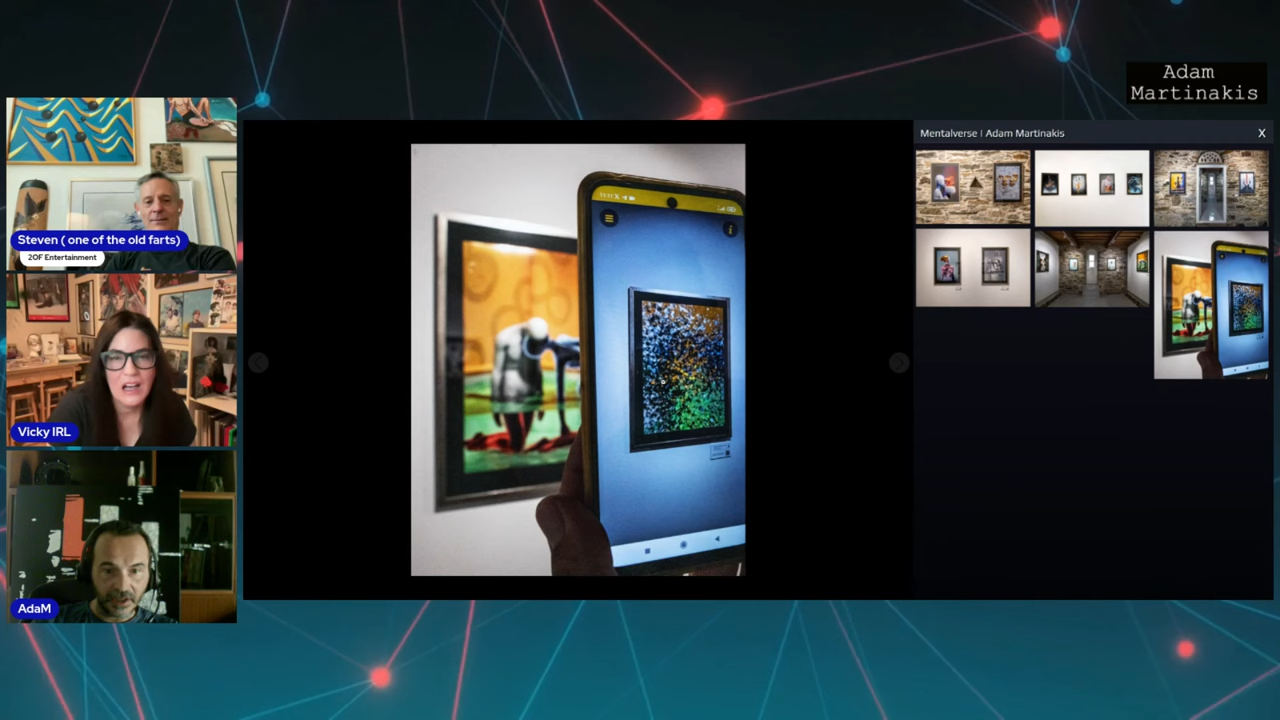 Adam
Martinakis
Mentalverse | Adam Martinakis
X
Steven ( one of the old farts)
2OF Entertainment
Vicky IRL
AdaM